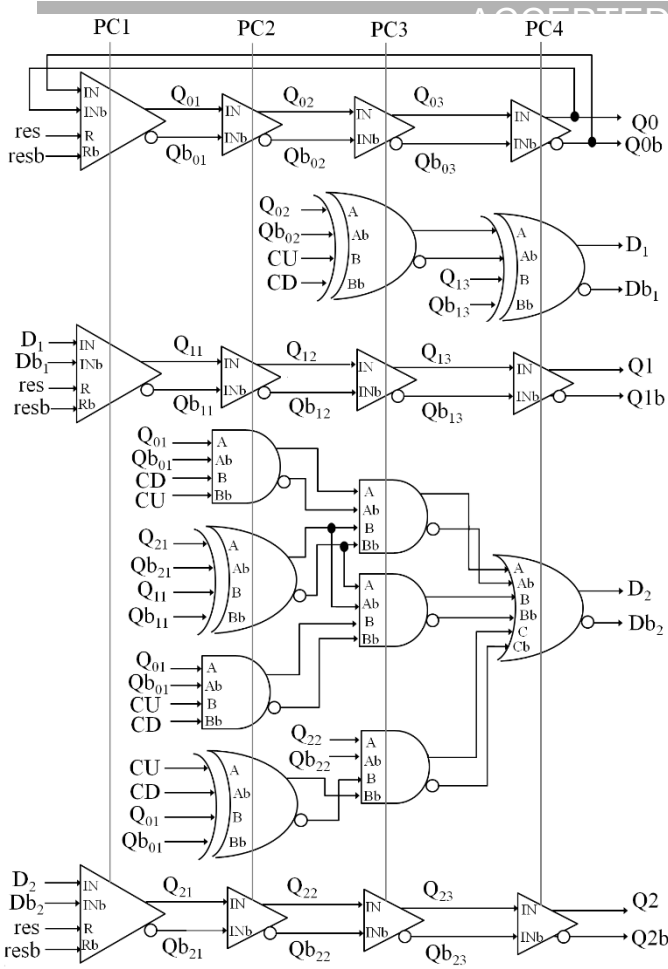 ACCEPTED
PC1 PC2 PC3 PC4
IN Q₀₁ Q₀₂ Q₀₃
INb IN IN IN IN Q0
res R
resb Rb INb INb INb Q0b
Qb₀₁ Qb₀₂ Qb₀₃
Q₀₂ A
Qb₀₂ Ab A D₁
CU B Ab
CD Bb Q₁₃ B Db₁
Qb₁₃ Bb
D₁ IN Q₁₁ Q₁₂ Q₁₃
Db₁ INb IN IN IN Q1
res R INb INb INb Q1b
resb Rb Qb₁₁ Qb₁₂ Qb₁₃
Q₀₁ A
Qb₀₁ Ab
CD B A
CU Bb Ab
B
Q₂₁ A Bb A
Qb₂₁ Ab Ab
Q₁₁ B A B D₂
Qb₁₁ Bb Ab Bb Db₂
B C
Q₀₁ A Bb Cb
Qb₀₁ Ab
CU B
CD Bb
Q₂₂ A
CU A Qb₂₂ Ab
CD Ab B
Q₀₁ B Bb
Qb₀₁ Bb
D₂ IN Q₂₁ Q₂₂ Q₂₃
Db₂ INb IN IN IN Q2
res R
resb Rb INb INb INb Q2b
Qb₂₁ Qb₂₂ Qb₂₃